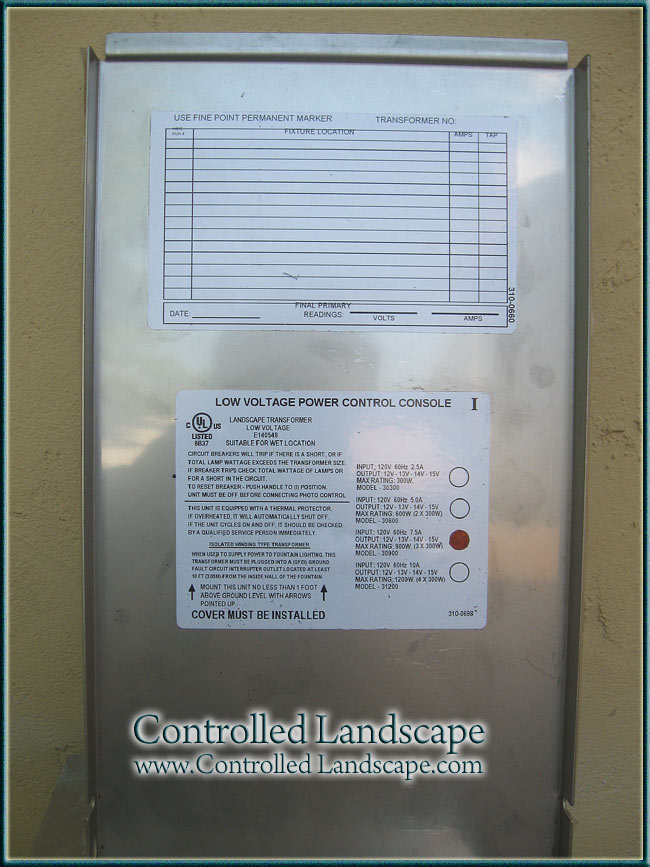 USE FINE POINT PERMANENT MARKER TRANSFORMER NO:
RUN # FIXTURE LOCATION AMPS TAP
FINAL PRIMARY
DATE: READINGS: VOLTS AMPS
310-0660
LOW VOLTAGE POWER CONTROL CONSOLE I
C UL US
LISTED
8B37
LANDSCAPE TRANSFORMER
LOW VOLTAGE
E140548
SUITABLE FOR WET LOCATION
CIRCUIT BREAKERS WILL TRIP IF THERE IS A SHORT, OR IF
TOTAL LAMP WATTAGE EXCEEDS THE TRANSFORMER SIZE.
IF BREAKER TRIPS CHECK TOTAL WATTAGE OF LAMPS OR
FOR A SHORT IN THE CIRCUIT.
TO RESET BREAKER - PUSH HANDLE TO (I) POSITION.
UNIT MUST BE OFF BEFORE CONNECTING PHOTO CONTROL
THIS UNIT IS EQUIPPED WITH A THERMAL PROTECTOR.
IF OVERHEATED, IT WILL AUTOMATICALLY SHUT OFF.
IF THE UNIT CYCLES ON AND OFF, IT SHOULD BE CHECKED
BY A QUALIFIED SERVICE PERSON IMMEDIATELY.
ISOLATED WINDING TYPE TRANSFORMER
WHEN USED TO SUPPLY POWER TO FOUNTAIN LIGHTING, THIS
TRANSFORMER MUST BE PLUGGED INTO A (GFCI) GROUND
FAULT CIRCUIT INTERRUPT OUTLET LOCATED AT LEAST
10 FT (3.05M) FROM THE INSIDE WALL OF THE FOUNTAIN.
MOUNT THIS UNIT NO LESS THAN 1 FOOT
ABOVE GROUND LEVEL WITH ARROWS
POINTED UP
COVER MUST BE INSTALLED
INPUT; 120V 60Hz 2.5A
OUTPUT: 12V - 13V - 14V - 15V
MAX RATING: 300W.
MODEL - 30300
INPUT: 120V 60Hz 5.0A
OUTPUT: 12V - 13V - 14V - 15V
MAX RATING: 600W. (2 X 300W)
MODEL - 30600
INPUT: 120V 60Hz 7.5A
OUTPUT: 12V - 13V - 14V - 15V
MAX RATING: 900W. (3 X 300W)
MODEL - 30900
INPUT: 120V 60Hz 10A
OUTPUT: 12V - 13V - 14V - 15V
MAX RATING: 1200W. (4 X 300W)
MODEL - 31200
310-0698
Controlled Landscape
www.Controlled Landscape.com